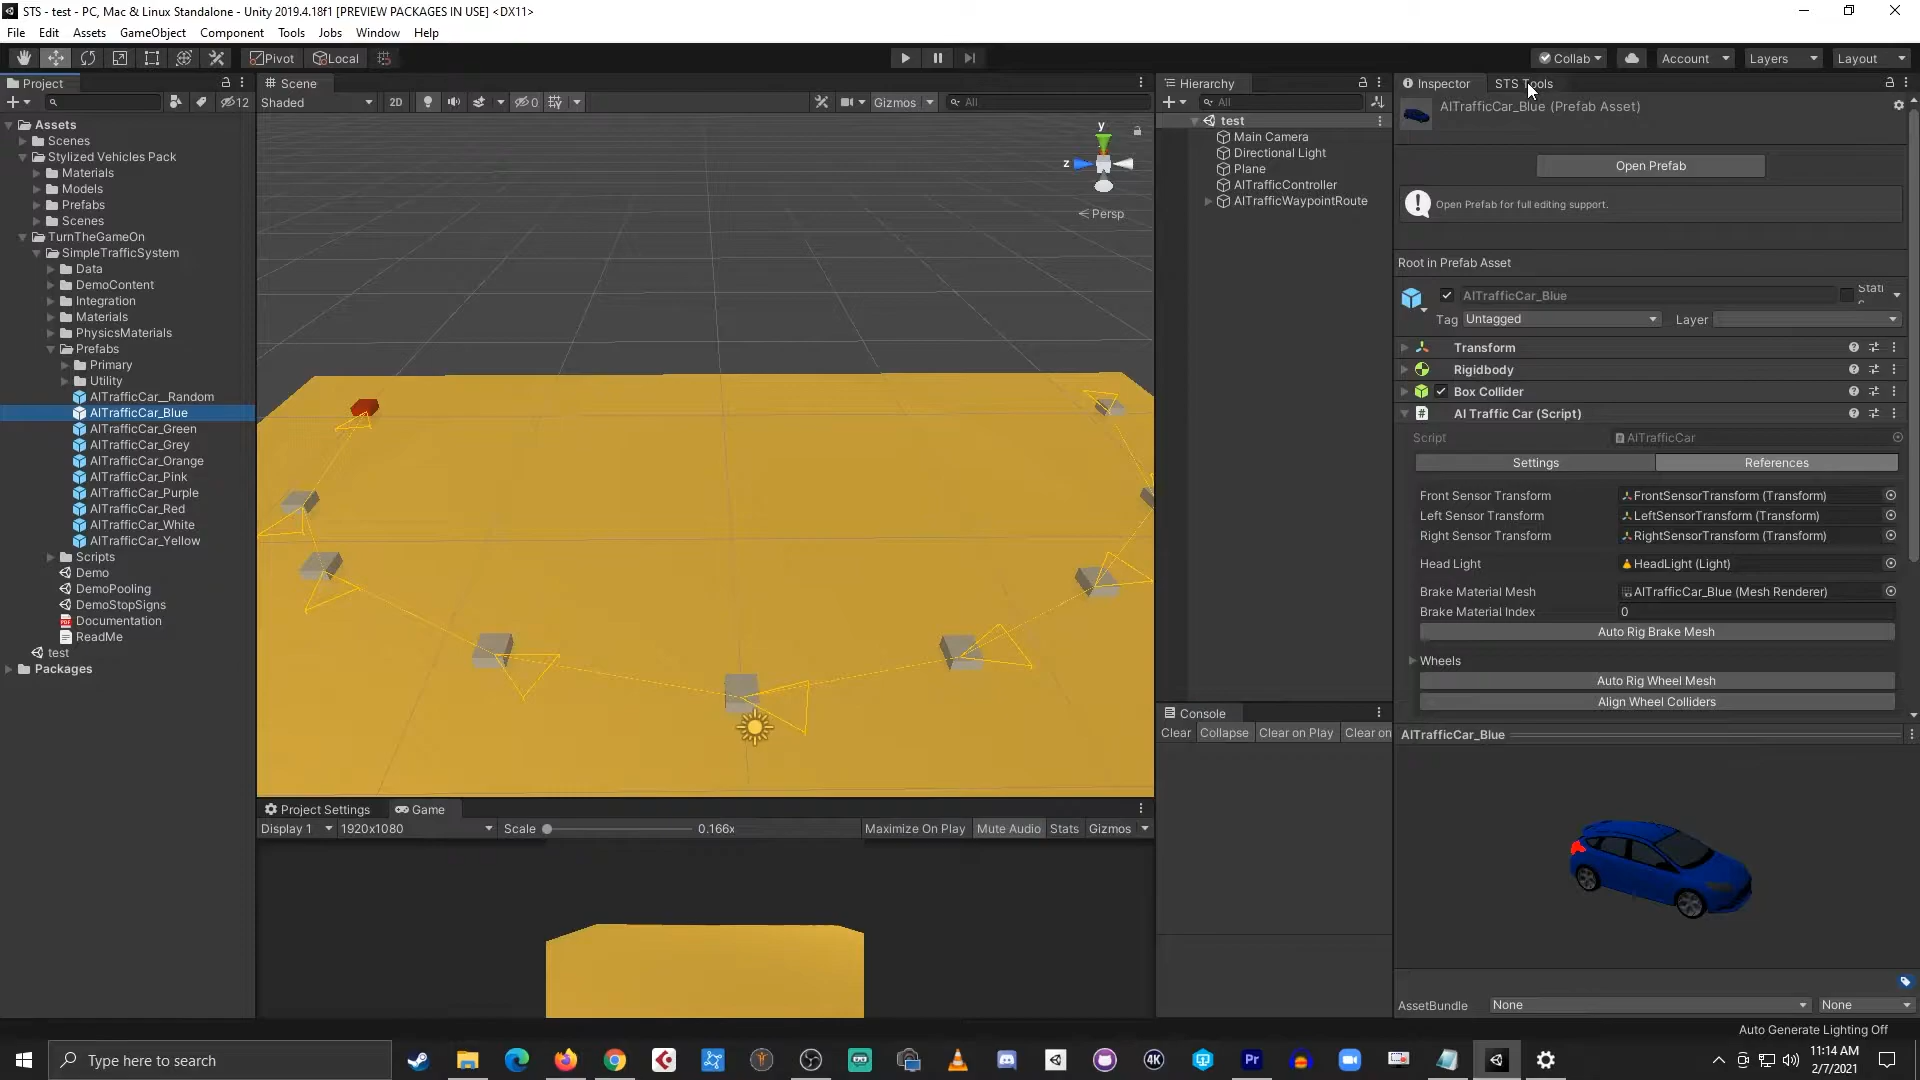 STS - test - PC, Mac & Linux Standalone - Unity 2019.4.18f1 [PREVIEW PACKAGES IN USE] <DX11>
File Edit Assets GameObject Component Tools Jobs Window Help
Pivot Local Collab Account Layers Layout
Project
12
Assets
Scenes
Stylized Vehicles Pack
Materials
Models
Prefabs
Scenes
TurnTheGameOn
SimpleTrafficSystem
Data
DemoContent
Integration
Materials
PhysicsMaterials
Prefabs
Primary
Utility
AITrafficCar__Random
AITrafficCar_Blue
AITrafficCar_Green
AITrafficCar_Grey
AITrafficCar_Orange
AITrafficCar_Pink
AITrafficCar_Purple
AITrafficCar_Red
AITrafficCar_White
AITrafficCar_Yellow
Scripts
Demo
DemoPooling
DemoStopSigns
Documentation
ReadMe
test
Packages
Scene
Shaded 2D 0 Gizmos All
y
z
Persp
Project Settings Game
Display 1 1920x1080 Scale 0.166x Maximize On Play Mute Audio Stats Gizmos
Hierarchy
All
test
Main Camera
Directional Light
Plane
AITrafficController
AITrafficWaypointRoute
Console
Clear Collapse Clear on Play Clear on
Inspector STS Tools
AITrafficCar_Blue (Prefab Asset)
Open Prefab
Open Prefab for full editing support.
Root in Prefab Asset
AITrafficCar_Blue Stati
c
Tag Untagged Layer
Transform
Rigidbody
Box Collider
# AI Traffic Car (Script)
Script AITrafficCar
Settings References
Front Sensor Transform FrontSensorTransform (Transform)
Left Sensor Transform LeftSensorTransform (Transform)
Right Sensor Transform RightSensorTransform (Transform)
Head Light HeadLight (Light)
Brake Material Mesh AITrafficCar_Blue (Mesh Renderer)
Brake Material Index 0
Auto Rig Brake Mesh
Wheels
Auto Rig Wheel Mesh
Align Wheel Colliders
AITrafficCar_Blue
AssetBundle None None
Auto Generate Lighting Off
Type here to search
4K
Pr
11:14 AM
2/7/2021